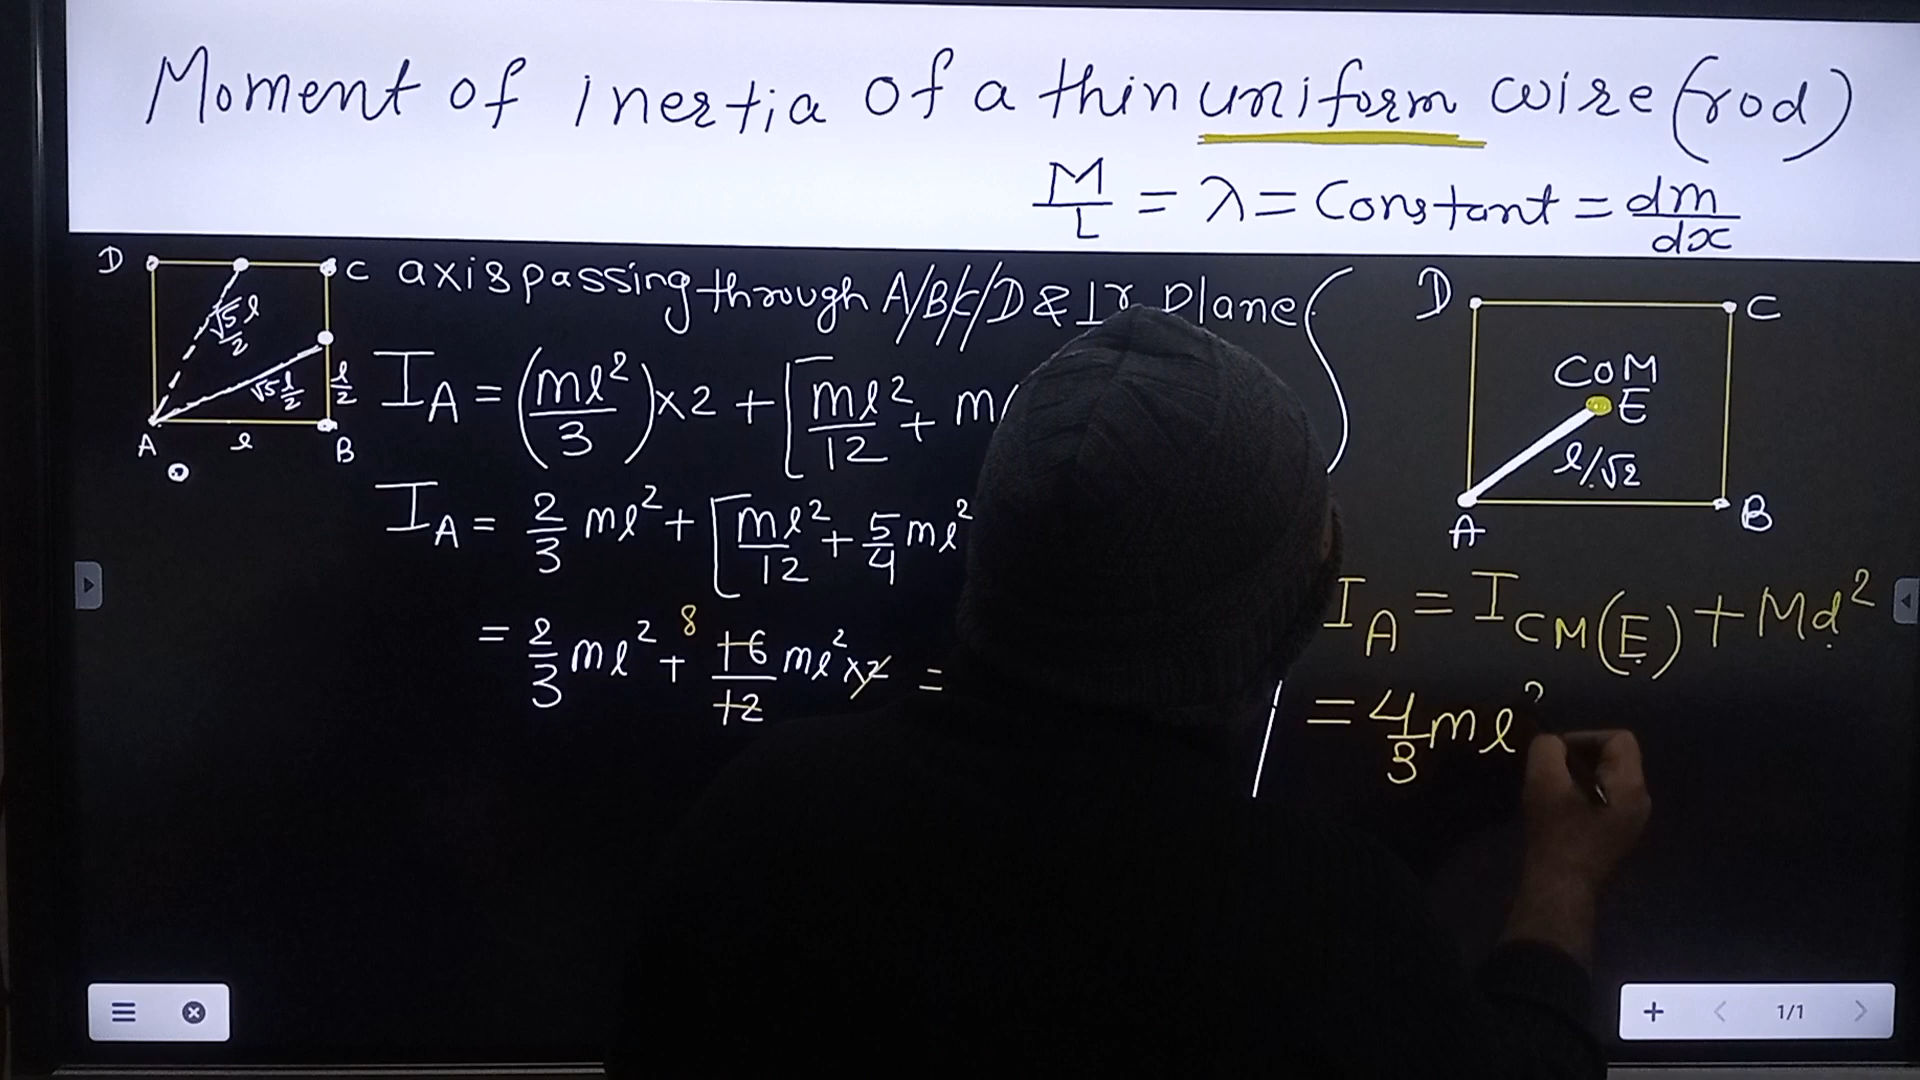 Moment of inertia of a thin uniform wire (rod)
M/L = λ = Constant = dm/dx
D C
√5/2 l
√5 l/2
l/2
A l B
axis passing through A/B/C/D & Ir Plane
I_A = (ml²/3)×2 + [ml²/12 + m
I_A = 2/3 ml² + [ml²/12 + 5/4 ml²
= 2/3 ml² + 8 16/12 ml² ×2 =
D C
COM
E
l/√2
A B
I_A = I_CM(E) + Md²
= 4/3 ml²
1/1